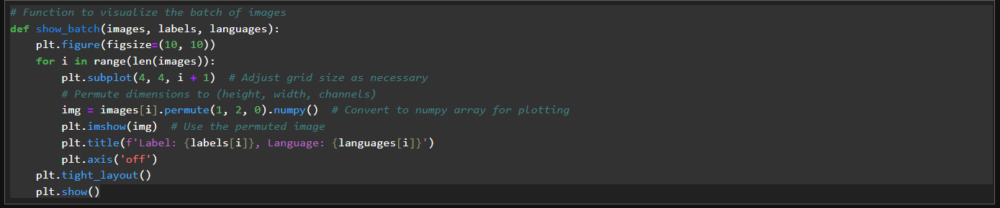 # Function to visualize the batch of images
def show_batch(images, labels, languages):
    plt.figure(figsize=(10, 10))
    for i in range(len(images)):
        plt.subplot(4, 4, i + 1)  # Adjust grid size as necessary
        # Permute dimensions to (height, width, channels)
        img = images[i].permute(1, 2, 0).numpy()  # Convert to numpy array for plotting
        plt.imshow(img)  # Use the permuted image
        plt.title(f'Label: {labels[i]}, Language: {languages[i]}')
        plt.axis('off')
    plt.tight_layout()
    plt.show()